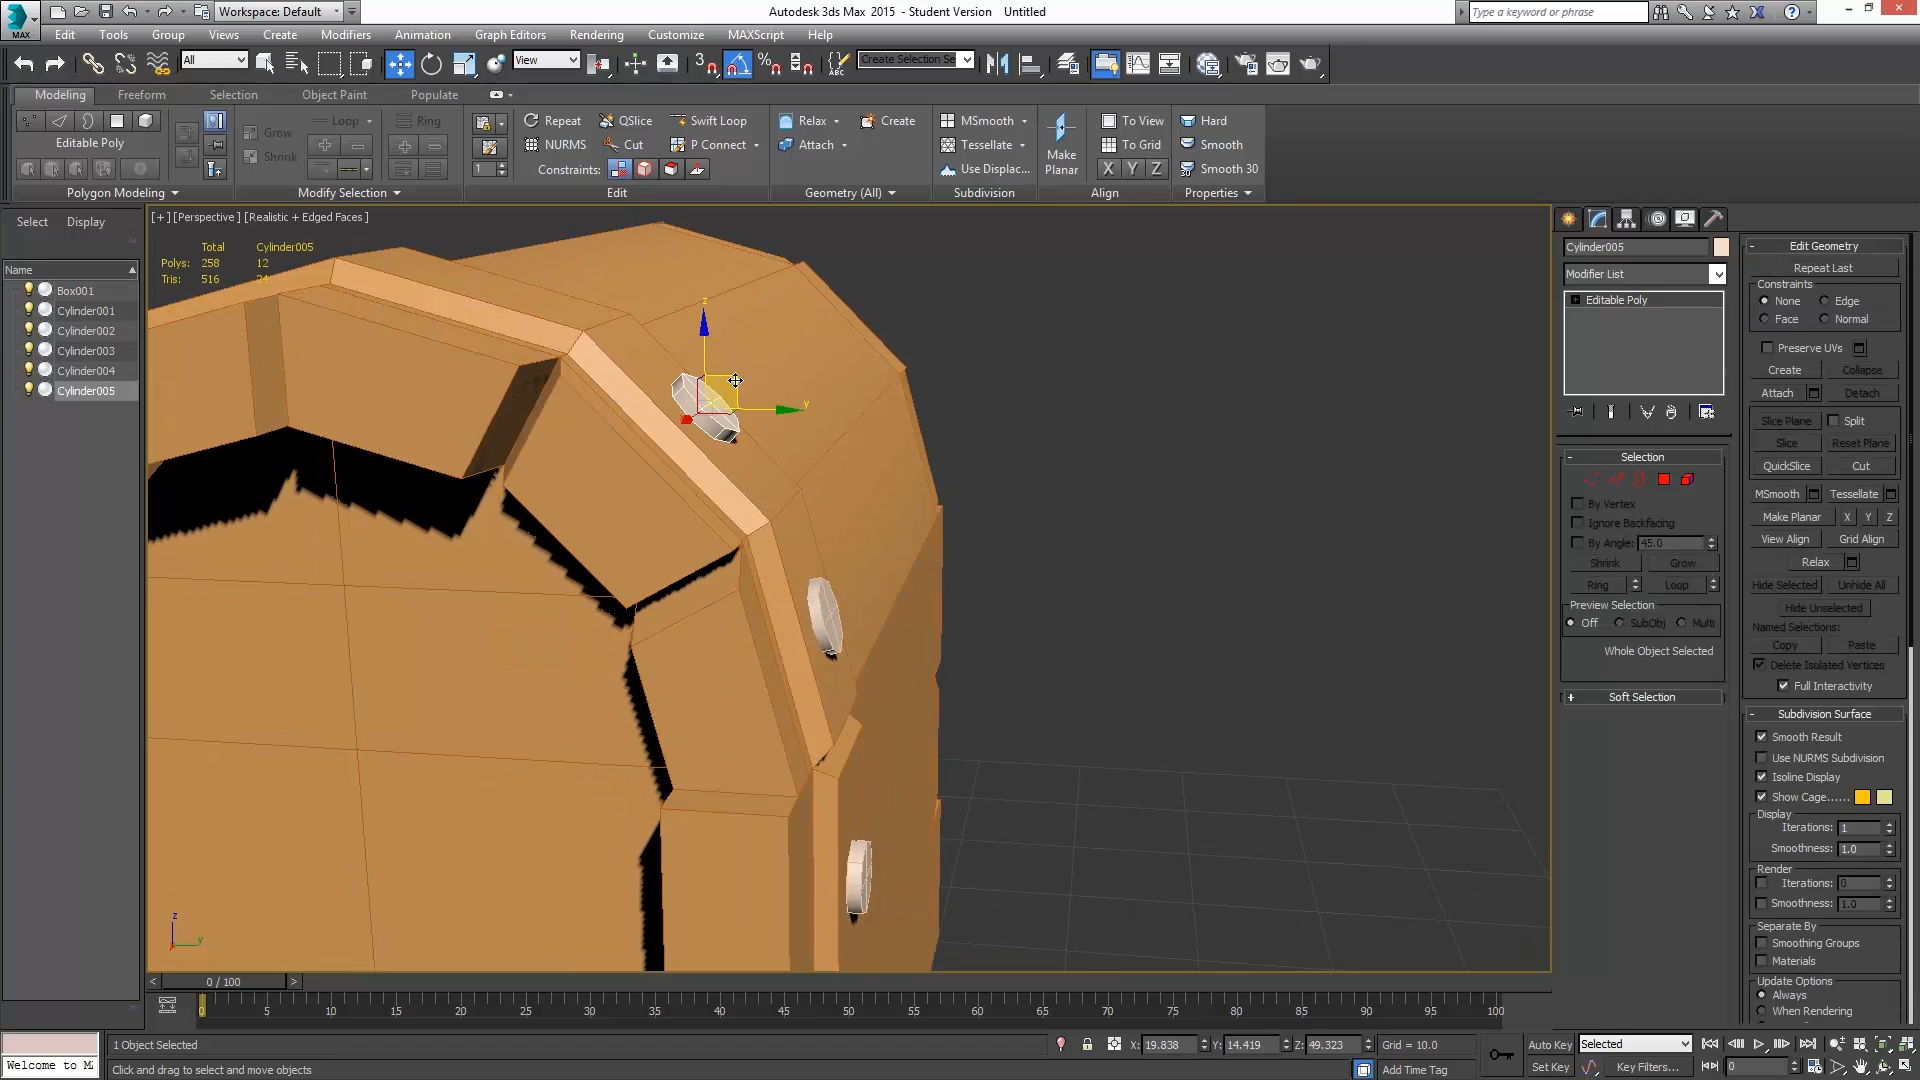 Workspace: Default
Autodesk 3ds Max 2015 - Student Version Untitled
Type a keyword or phrase
MAX
Edit Tools Group Views Create Modifiers Animation Graph Editors Rendering Customize MAXScript Help
All View Create Selection Se
Modeling Freeform Selection Object Paint Populate
Loop Ring Repeat QSlice Swift Loop Relax Create MSmooth To View Hard
Editable Poly Grow NURMS Cut P Connect Attach Tessellate To Grid Smooth
Shrink 1 Constraints: Make Planar Use Displac... X Y Z Smooth 30
Polygon Modeling Modify Selection Edit Geometry (All) Subdivision Align Properties
Select Display
Name
Box001
Cylinder001
Cylinder002
Cylinder003
Cylinder004
Cylinder005
[+] [Perspective ] [Realistic + Edged Faces ]
Total Cylinder005
Polys: 258 12
Tris: 516 24
z
y
z
y
Cylinder005
Modifier List
Editable Poly
Selection
By Vertex
Ignore Backfacing
By Angle: 45.0
Shrink Grow
Ring Loop
Preview Selection
Off SubObj Multi
Whole Object Selected
Soft Selection
Edit Geometry
Repeat Last
Constraints
None Edge
Face Normal
Preserve UVs
Create Collapse
Attach Detach
Slice Plane Split
Slice Reset Plane
QuickSlice Cut
MSmooth Tessellate
Make Planar X Y Z
View Align Grid Align
Relax
Hide Selected Unhide All
Hide Unselected
Named Selections:
Copy Paste
Delete Isolated Vertices
Full Interactivity
Subdivision Surface
Smooth Result
Use NURMS Subdivision
Isoline Display
Show Cage......
Display
Iterations: 1
Smoothness: 1.0
Render
Iterations: 0
Smoothness: 1.0
Separate By
Smoothing Groups
Materials
Update Options
Always
When Rendering
< 0 / 100 >
0 5 10 15 20 25 30 35 40 45 50 55 60 65 70 75 80 85 90 95 100
1 Object Selected X: 19.838 Y: 14.419 Z: 49.323 Grid = 10.0 Auto Key Selected
Welcome to M Click and drag to select and move objects Add Time Tag Set Key Key Filters... 0